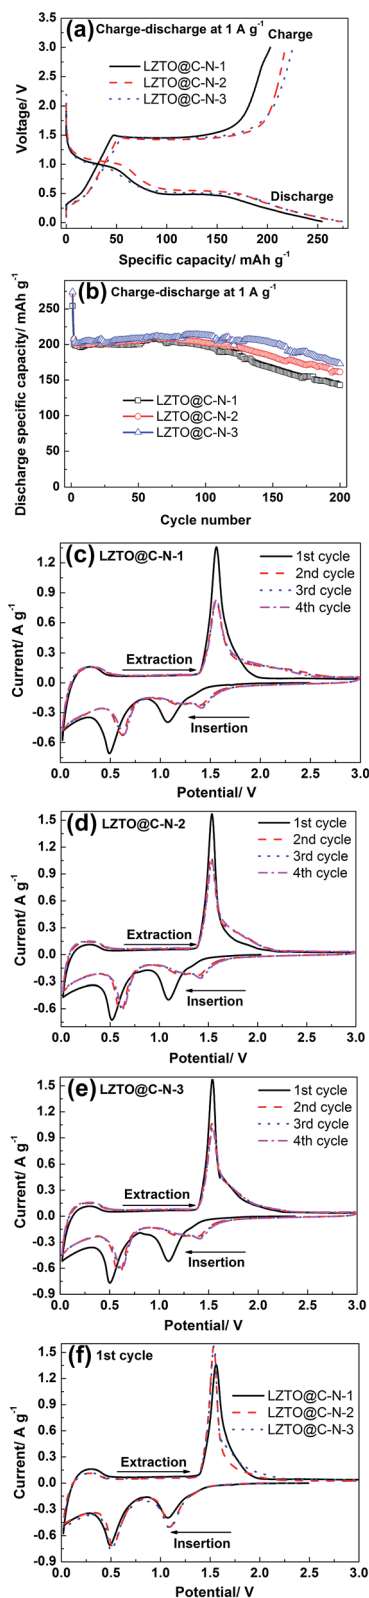 (a) Charge-discharge at 1 A g⁻¹
Charge
LZTO@C-N-1
LZTO@C-N-2
LZTO@C-N-3
Discharge
Voltage/ V
3.0
2.5
2.0
1.5
1.0
0.5
0.0
0 50 100 150 200 250
Specific capacity/ mAh g⁻¹
(b) Charge-discharge at 1 A g⁻¹
LZTO@C-N-1
LZTO@C-N-2
LZTO@C-N-3
Discharge specific capacity/ mAh g⁻¹
300
250
200
150
100
50
0
0 50 100 150 200
Cycle number
(c) LZTO@C-N-1
1st cycle
2nd cycle
3rd cycle
4th cycle
Extraction
Insertion
Current/ A g⁻¹
1.2
0.9
0.6
0.3
0.0
-0.3
-0.6
0.0 0.5 1.0 1.5 2.0 2.5 3.0
Potential/ V
(d) LZTO@C-N-2
1st cycle
2nd cycle
3rd cycle
4th cycle
Extraction
Insertion
Current/ A g⁻¹
1.5
1.2
0.9
0.6
0.3
0.0
-0.3
-0.6
-0.9
0.0 0.5 1.0 1.5 2.0 2.5 3.0
Potential/ V
(e) LZTO@C-N-3
1st cycle
2nd cycle
3rd cycle
4th cycle
Extraction
Insertion
Current/ A g⁻¹
1.5
1.2
0.9
0.6
0.3
0.0
-0.3
-0.6
-0.9
0.0 0.5 1.0 1.5 2.0 2.5 3.0
Potential/ V
(f) 1st cycle
LZTO@C-N-1
LZTO@C-N-2
LZTO@C-N-3
Extraction
Insertion
Current/ A g⁻¹
1.5
1.2
0.9
0.6
0.3
0.0
-0.3
-0.6
-0.9
0.0 0.5 1.0 1.5 2.0 2.5 3.0
Potential/ V